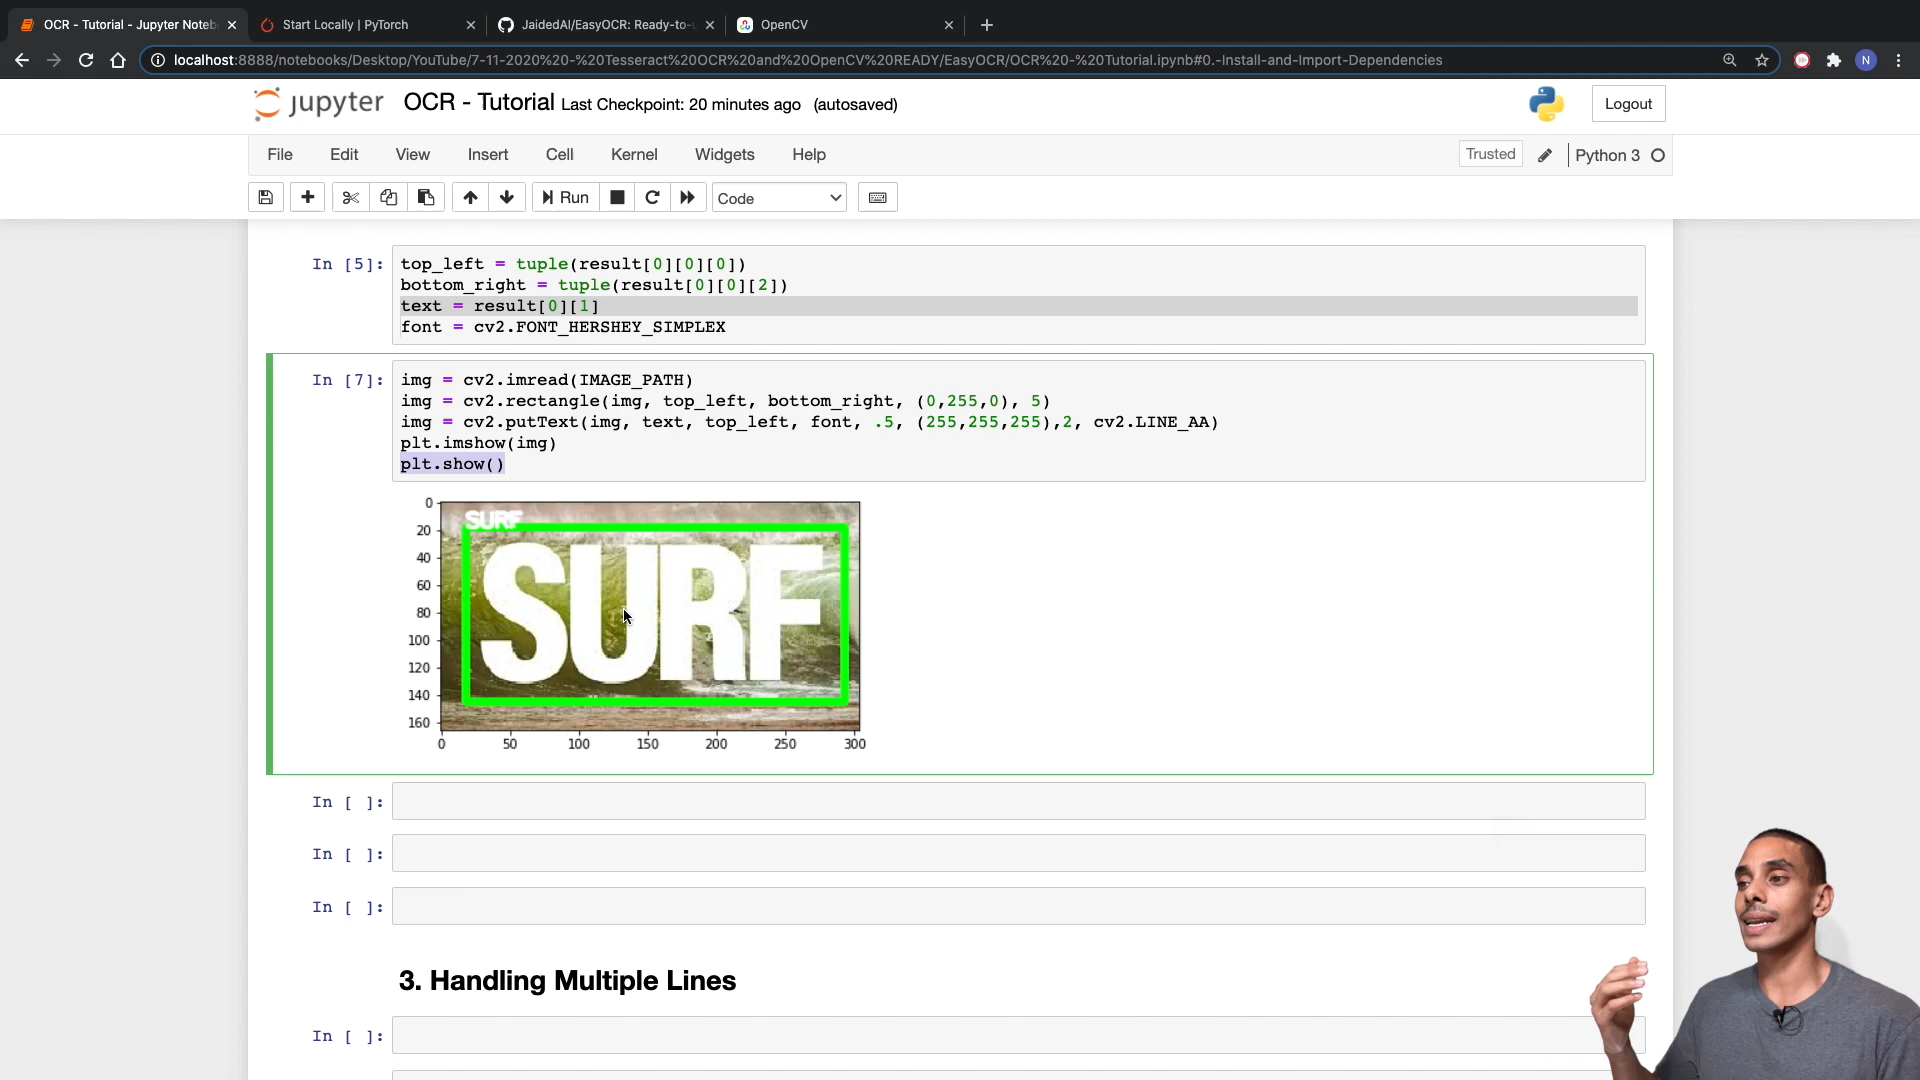 OCR - Tutorial - Jupyter Noteb
Start Locally | PyTorch
JaidedAI/EasyOCR: Ready-to-
OpenCV
localhost:8888/notebooks/Desktop/YouTube/7-11-2020%20-%20Tesseract%20OCR%20and%20OpenCV%20READY/EasyOCR/OCR%20-%20Tutorial.ipynb#0.-Install-and-Import-Dependencies
N
jupyter OCR - Tutorial Last Checkpoint: 20 minutes ago (autosaved)
Logout
File Edit View Insert Cell Kernel Widgets Help
Trusted Python 3
Run Code
In [5]: top_left = tuple(result[0][0][0])
bottom_right = tuple(result[0][0][2])
text = result[0][1]
font = cv2.FONT_HERSHEY_SIMPLEX
In [7]: img = cv2.imread(IMAGE_PATH)
img = cv2.rectangle(img, top_left, bottom_right, (0,255,0), 5)
img = cv2.putText(img, text, top_left, font, .5, (255,255,255),2, cv2.LINE_AA)
plt.imshow(img)
plt.show()
0
20
40
60
80
100
120
140
160
SURF
SURF
0 50 100 150 200 250 300
In [ ]:
In [ ]:
In [ ]:
3. Handling Multiple Lines
In [ ]: